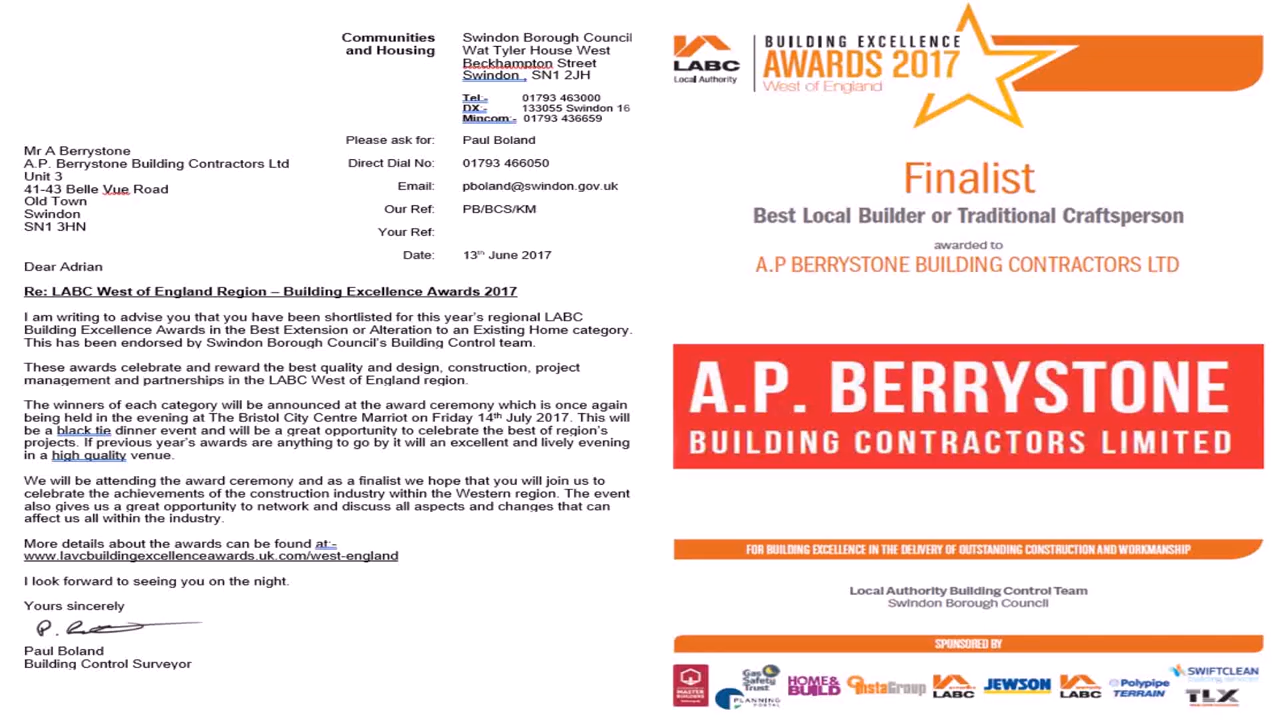 Communities
and Housing
Swindon Borough Council
Wat Tyler House West
Beckhampton Street
Swindon , SN1 2JH
Tel:- 01793 463000
DX:- 133055 Swindon 16
Mincom:- 01793 436659
Please ask for: Paul Boland
Direct Dial No: 01793 466050
Email: pboland@swindon.gov.uk
Our Ref: PB/BCS/KM
Your Ref:
Date: 13th June 2017
Mr A Berrystone
A.P. Berrystone Building Contractors Ltd
Unit 3
41-43 Belle Vue Road
Old Town
Swindon
SN1 3HN
Dear Adrian
Re: LABC West of England Region – Building Excellence Awards 2017
I am writing to advise you that you have been shortlisted for this year's regional LABC
Building Excellence Awards in the Best Extension or Alteration to an Existing Home category.
This has been endorsed by Swindon Borough Council's Building Control team.
These awards celebrate and reward the best quality and design, construction, project
management and partnerships in the LABC West of England region.
The winners of each category will be announced at the award ceremony which is once again
being held in the evening at The Bristol City Centre Marriot on Friday 14th July 2017. This will
be a black tie dinner event and will be a great opportunity to celebrate the best of region's
projects. If previous year's awards are anything to go by it will an excellent and lively evening
in a high quality venue.
We will be attending the award ceremony and as a finalist we hope that you will join us to
celebrate the achievements of the construction industry within the Western region. The event
also gives us a great opportunity to network and discuss all aspects and changes that can
affect us all within the industry.
More details about the awards can be found at:-
www.lavcbuildingexcellenceawards.uk.com/west-england
I look forward to seeing you on the night.
Yours sincerely
Paul Boland
Building Control Surveyor
LABC
Local Authority
BUILDING EXCELLENCE
AWARDS 2017
West of England
Finalist
Best Local Builder or Traditional Craftsperson
awarded to
A.P BERRYSTONE BUILDING CONTRACTORS LTD
A.P. BERRYSTONE
BUILDING CONTRACTORS LIMITED
FOR BUILDING EXCELLENCE IN THE DELIVERY OF OUTSTANDING CONSTRUCTION AND WORKMANSHIP
Local Authority Building Control Team
Swindon Borough Council
SPONSORED BY
MASTER
BUILDERS
Gas
Safety
Trust
PLANNING
PORTAL
HOME&
BUILD
InstaGroup
LABC
JEWSON
LABC
Polypipe
TERRAIN
SWIFTCLEAN
TLX